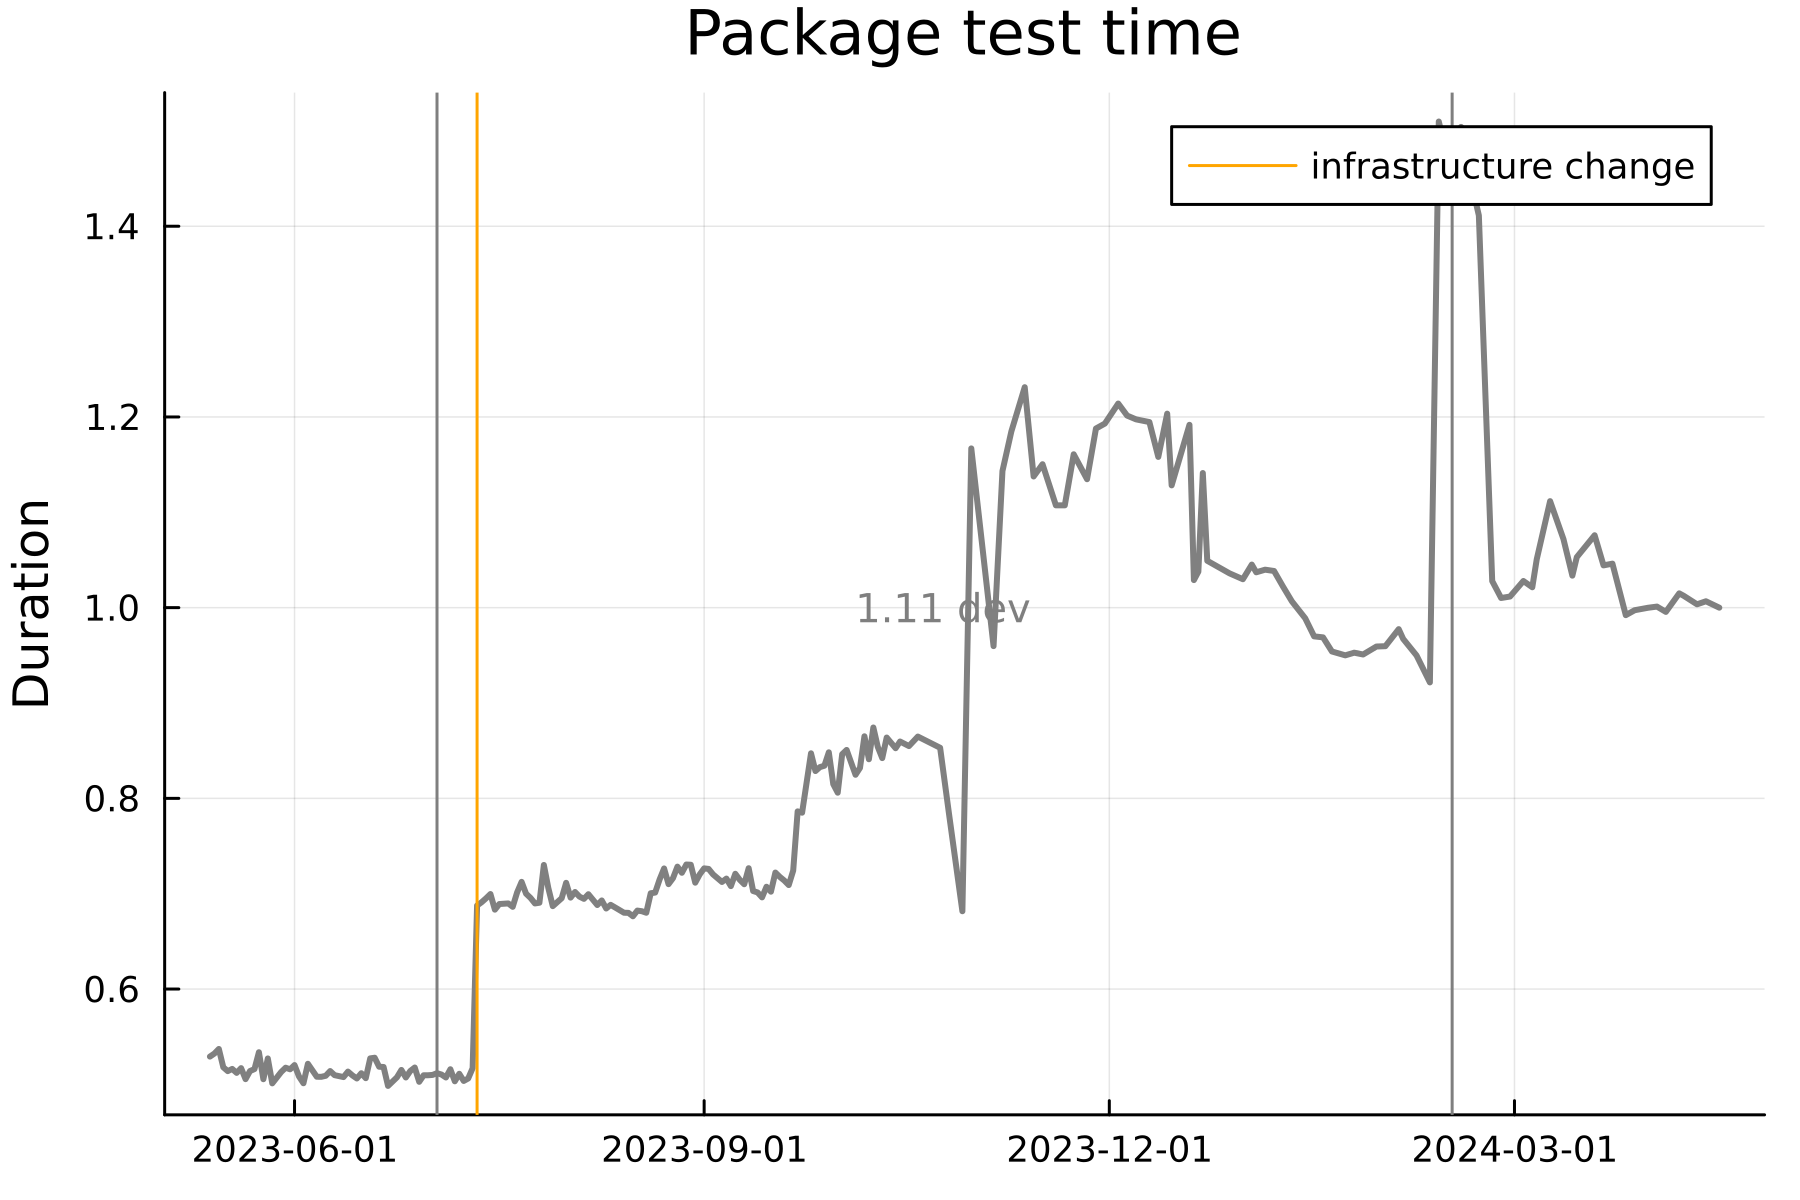 Package test time
infrastructure change
Duration
1.4
1.2
1.0
0.8
0.6
1.11 dev
2023-06-01
2023-09-01
2023-12-01
2024-03-01